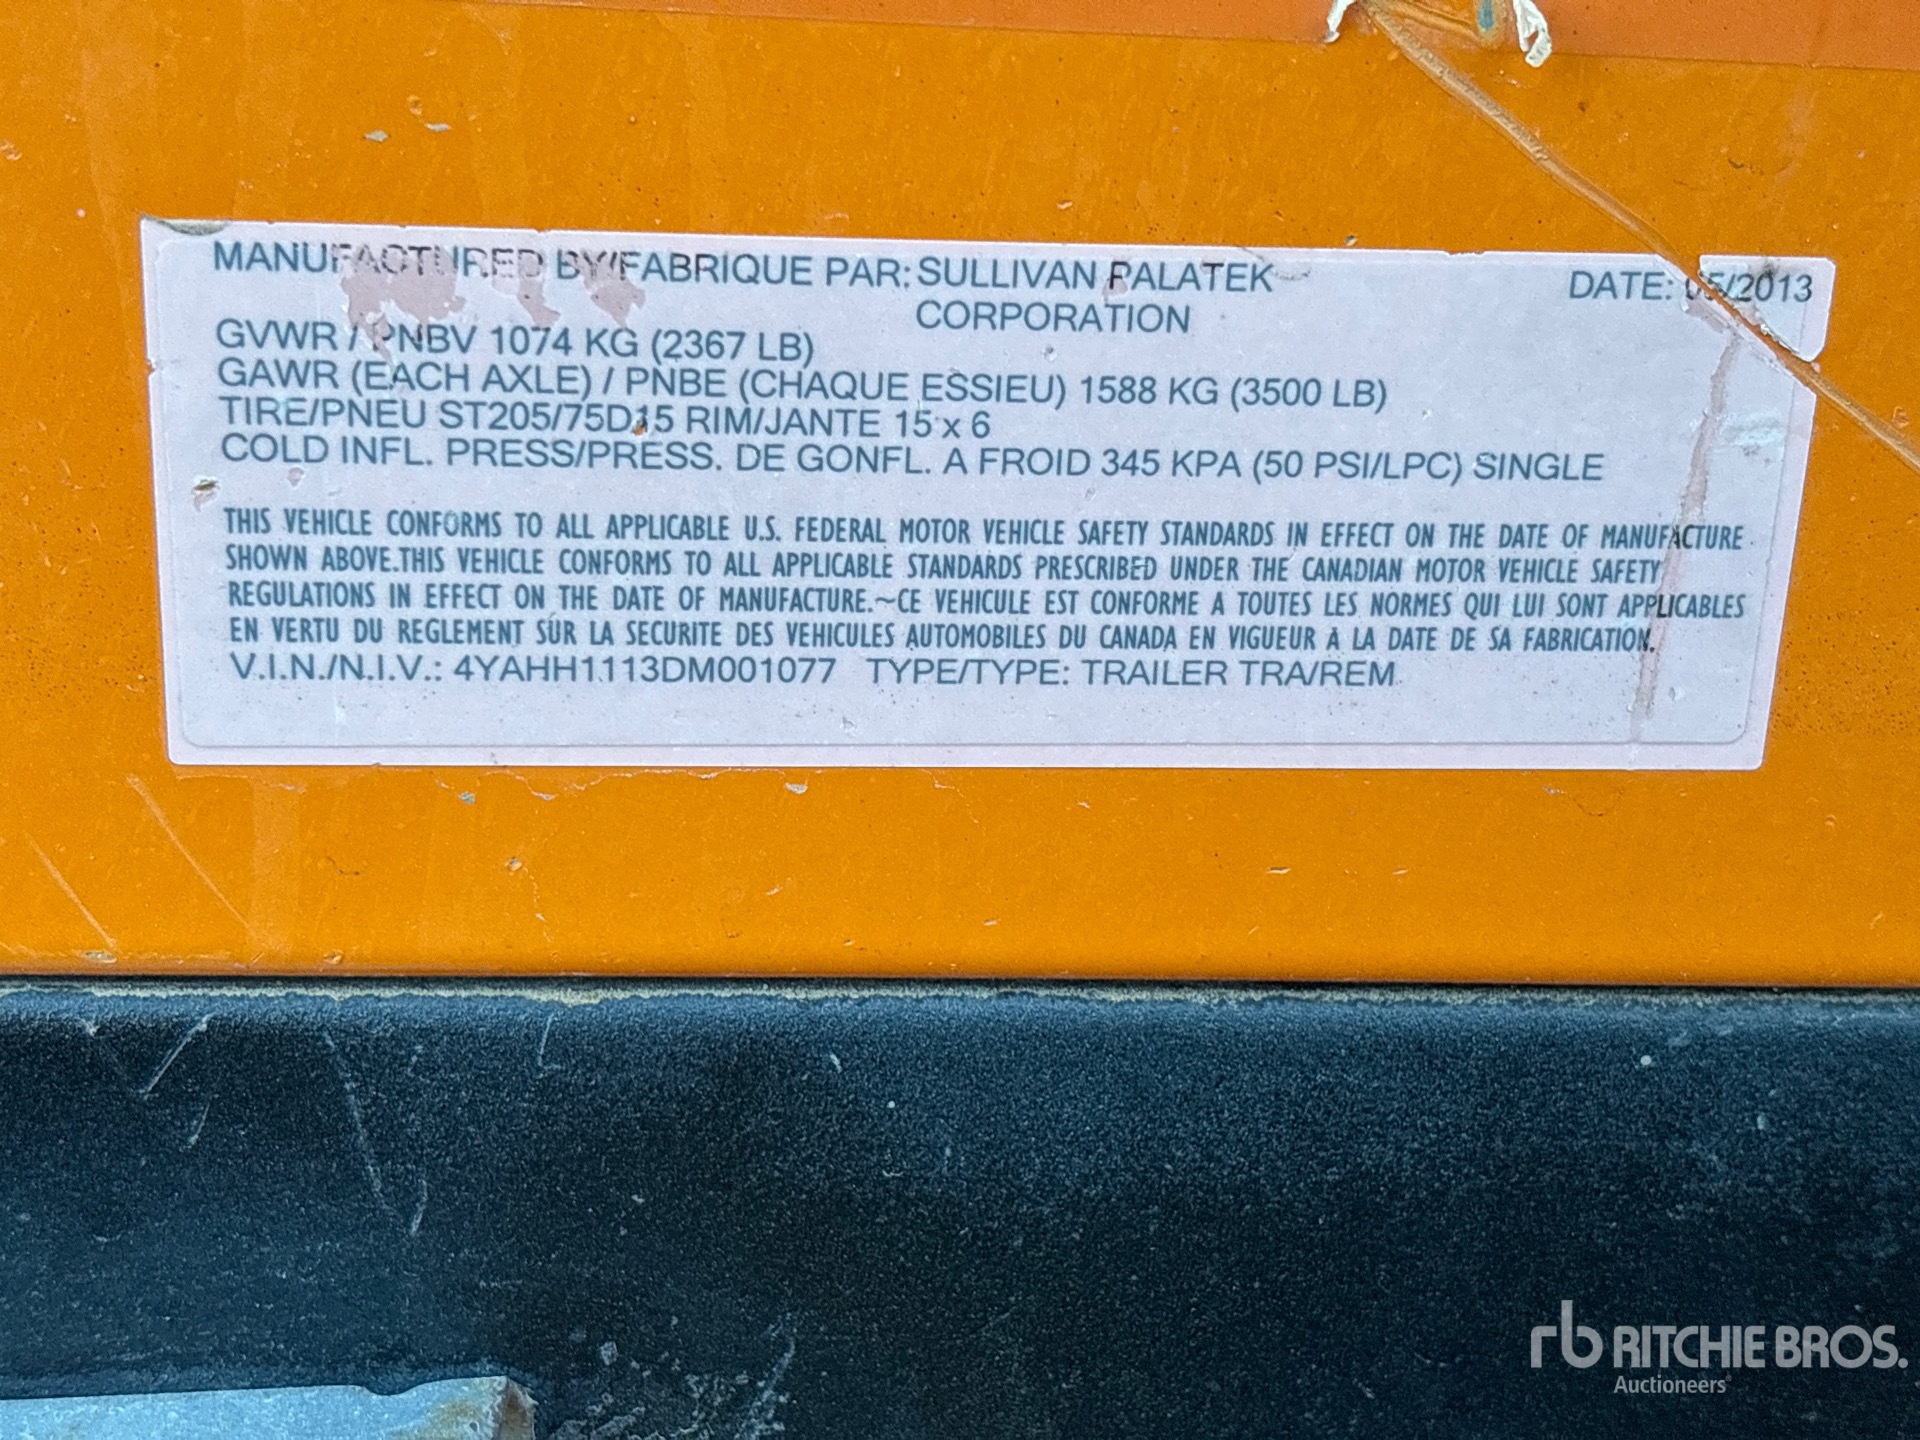 MANUFACTURED BY/FABRIQUE PAR: SULLIVAN PALATEK DATE: 05/2013
CORPORATION
GVWR / PNBV 1074 KG (2367 LB)
GAWR (EACH AXLE) / PNBE (CHAQUE ESSIEU) 1588 KG (3500 LB)
TIRE/PNEU ST205/75D15 RIM/JANTE 15 x 6
COLD INFL. PRESS/PRESS. DE GONFL. A FROID 345 KPA (50 PSI/LPC) SINGLE
THIS VEHICLE CONFORMS TO ALL APPLICABLE U.S. FEDERAL MOTOR VEHICLE SAFETY STANDARDS IN EFFECT ON THE DATE OF MANUFACTURE
SHOWN ABOVE.THIS VEHICLE CONFORMS TO ALL APPLICABLE STANDARDS PRESCRIBED UNDER THE CANADIAN MOTOR VEHICLE SAFETY
REGULATIONS IN EFFECT ON THE DATE OF MANUFACTURE.~CE VEHICULE EST CONFORME A TOUTES LES NORMES QUI LUI SONT APPLICABLES
EN VERTU DU REGLEMENT SUR LA SECURITE DES VEHICULES AUTOMOBILES DU CANADA EN VIGUEUR A LA DATE DE SA FABRICATION.
V.I.N./N.I.V.: 4YAHH1113DM001077 TYPE/TYPE: TRAILER TRA/REM
rb RITCHIE BROS.
Auctioneers